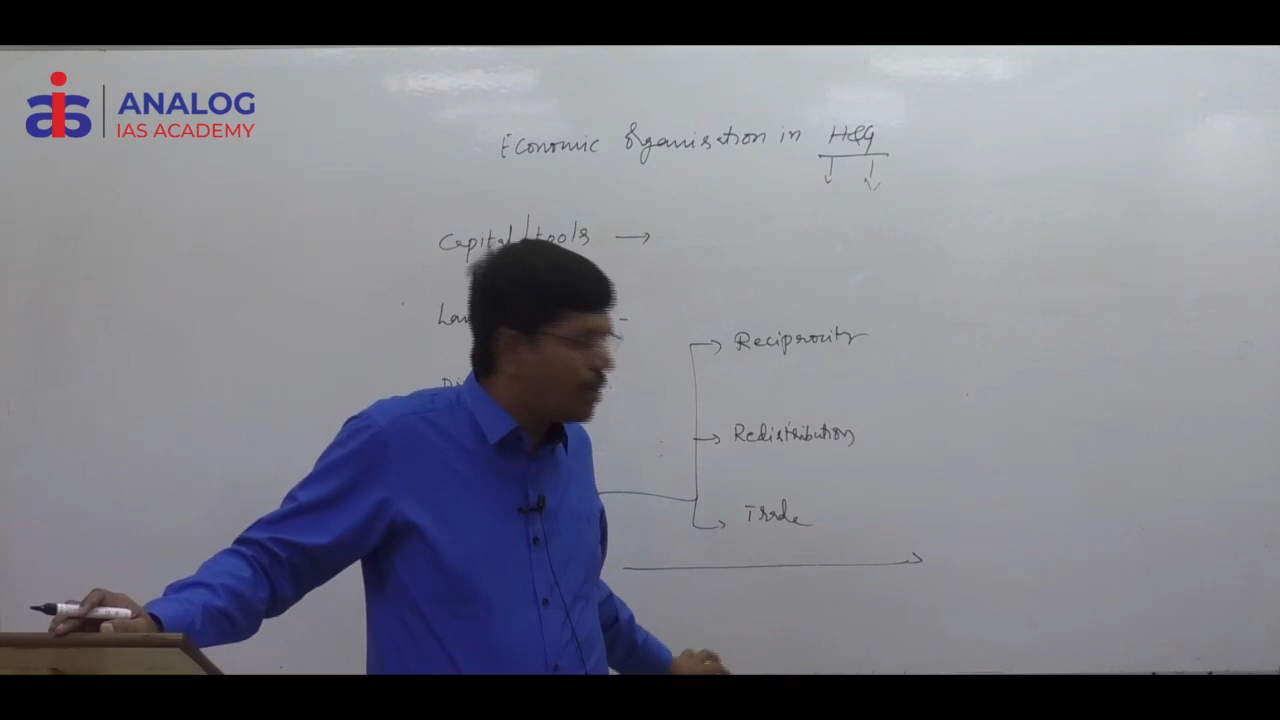 ANALOG
IAS ACADEMY
Economic Organisation in H&G
Capital/tools →
Reciprocity
Redistribution
Trade